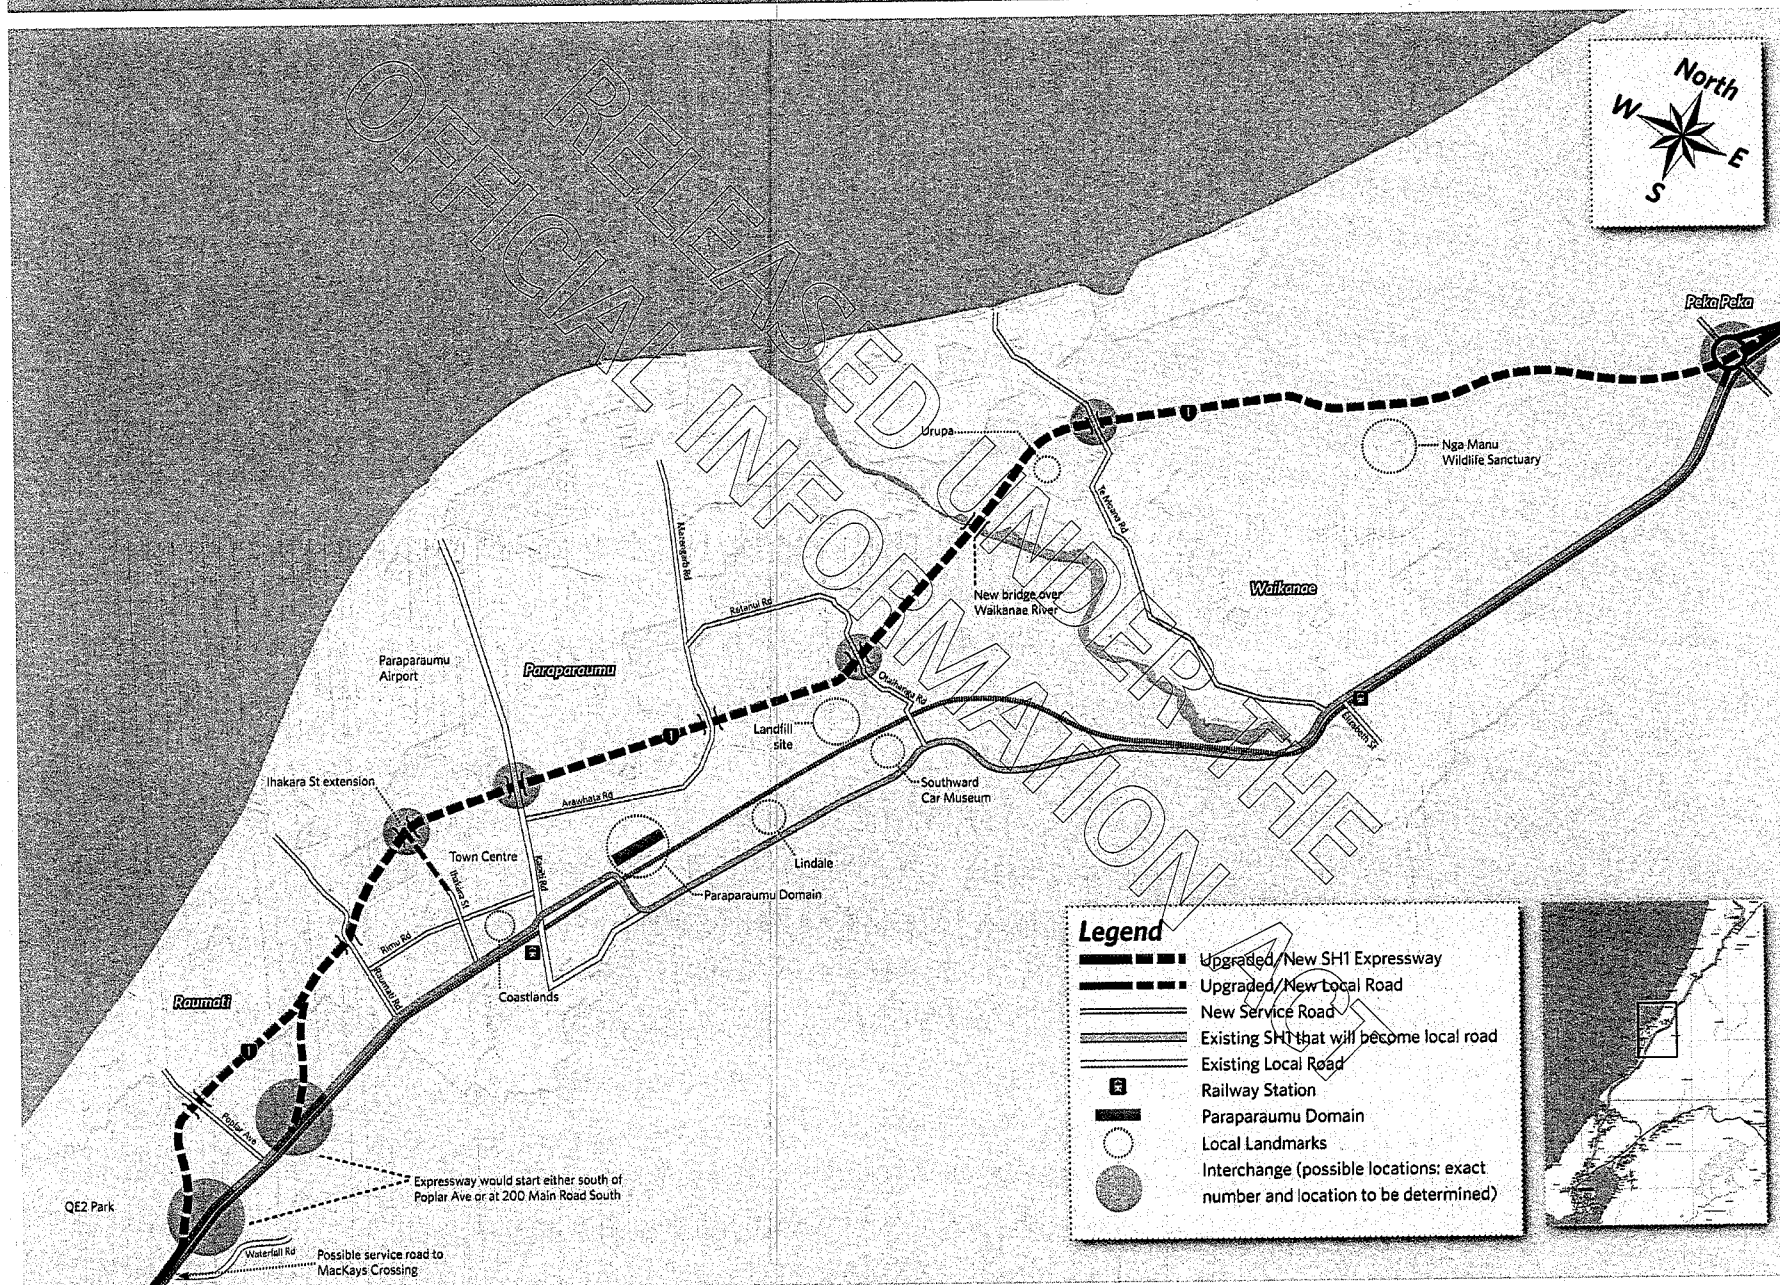 RELEASED UNDER THE
OFFICIAL INFORMATION ACT
North
W
E
S
Peka Peka
Urupa
Nga Manu
Wildlife Sanctuary
Te Moana Rd
Waikanae
New bridge over
Waikanae River
Mazengarb Rd
Ratanui Rd
Paraparaumu
Airport
Paraparaumu
Otaihanga Rd
Elizabeth St
Landfill
site
Ihakara St extension
Arawhata Rd
Southward
Car Museum
Town Centre
Kapiti Rd
Ihakara St
Lindale
Paraparaumu Domain
Rimu Rd
Raumati Rd
Coastlands
Raumati
Poplar Ave
Expressway would start either south of
Poplar Ave or at 200 Main Road South
QE2 Park
Waterfall Rd
Possible service road to
MacKays Crossing
Legend
Upgraded/New SH1 Expressway
Upgraded/New Local Road
New Service Road
Existing SH1 that will become local road
Existing Local Road
Railway Station
Paraparaumu Domain
Local Landmarks
Interchange (possible locations: exact
number and location to be determined)